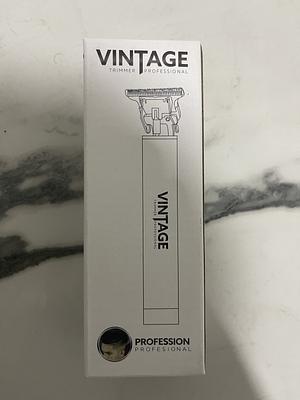 VINTAGE
TRIMMER PROFESSIONAL
VINTAGE
PROFESSION
PROFESIONAL